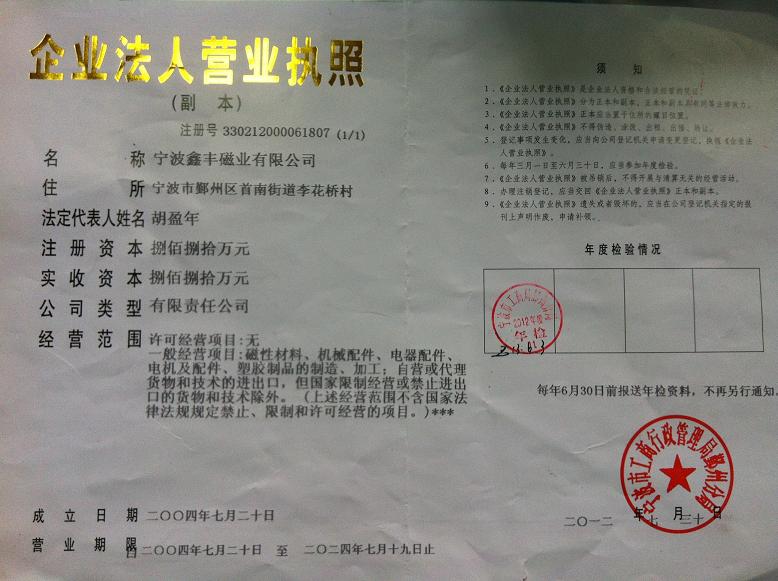 企业法人营业执照
(副 本)
注册号 330212000061807 (1/1)
名 称 宁波鑫丰磁业有限公司
住 所 宁波市鄞州区首南街道李花桥村
法定代表人姓名 胡盈年
注 册 资 本 捌佰捌拾万元
实 收 资 本 捌佰捌拾万元
公 司 类 型 有限责任公司
经 营 范 围 许可经营项目:无
一般经营项目:磁性材料、机械配件、电器配件、
电机及配件、塑胶制品的制造、加工;自营或代理
货物和技术的进出口,但国家限制经营或禁止进出
口的货物和技术除外。(上述经营范围不含国家法
律法规规定禁止、限制和许可经营的项目。)***
成 立 日 期 二〇〇四年七月二十日
营 业 期 限 自二〇〇四年七月二十日 至 二〇二四年七月十九日止
须 知
1.《企业法人营业执照》是企业法人资格和合法经营的凭证。
2.《企业法人营业执照》分为正本和副本,正本和副本具有同等法律效力。
3.《企业法人营业执照》正本应当置于住所的醒目位置。
4.《企业法人营业执照》不得伪造、涂改、出租、出借、转让。
5.登记事项发生变化,应当向公司登记机关申请变更登记,换领《企业法
人营业执照》。
6.每年三月一日至六月三十日,应当参加年度检验。
7.《企业法人营业执照》被吊销后,不得开展与清算无关的经营活动。
8.办理注销登记,应当交回《企业法人营业执照》正本和副本。
9.《企业法人营业执照》遗失或者毁坏的,应当在公司登记机关指定的报
刊上声明作废,申请补领。
年度检验情况
2012年度
年检
每年6月30日前报送年检资料,不再另行通知。
宁波市工商行政管理局鄞州分局
二〇一二 年 七 月 三十 日